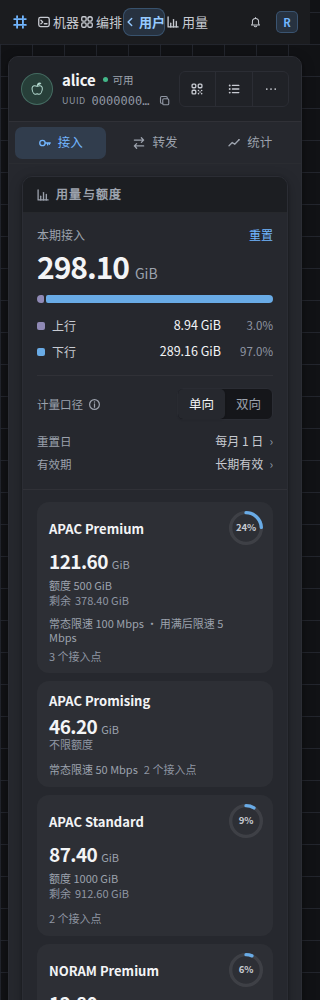 机器 编排 用户 用量 R
alice 可用
UUID 0000000…
接入 转发 统计
用量与额度
本期接入 重置
298.10 GiB
上行 8.94 GiB 3.0%
下行 289.16 GiB 97.0%
计量口径 单向 双向
重置日 每月 1 日 ›
有效期 长期有效 ›
APAC Premium 24%
121.60 GiB
额度 500 GiB
剩余 378.40 GiB
常态限速 100 Mbps · 用满后限速 5
Mbps
3 个接入点
APAC Promising
46.20 GiB
不限额度
常态限速 50 Mbps 2 个接入点
APAC Standard 9%
87.40 GiB
额度 1000 GiB
剩余 912.60 GiB
2 个接入点
NORAM Premium 6%